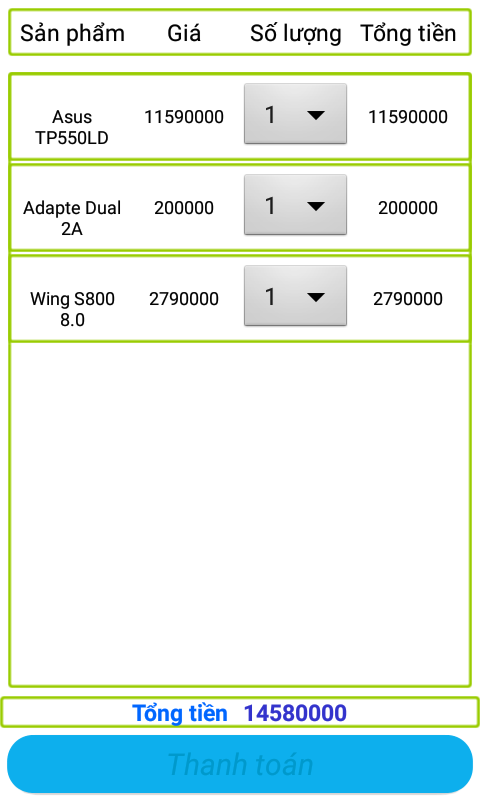 Sản phẩm Giá Số lượng Tổng tiền
Asus 11590000 1 11590000
TP550LD
Adapte Dual 200000 1 200000
2A
Wing S800 2790000 1 2790000
8.0
Tổng tiền 14580000
Thanh toán